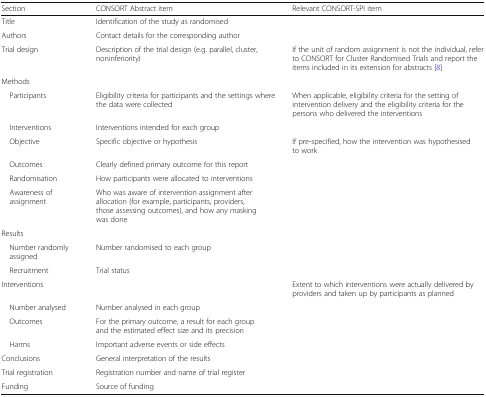 Section CONSORT Abstract item Relevant CONSORT-SPI item
Title Identification of the study as randomised
Authors Contact details for the corresponding author
Trial design Description of the trial design (e.g. parallel, cluster, noninferiority) If the unit of random assignment is not the individual, refer to CONSORT for Cluster Randomised Trials and report the items included in its extension for abstracts [8]
Methods
Participants Eligibility criteria for participants and the settings where the data were collected When applicable, eligibility criteria for the setting of intervention delivery and the eligibility criteria for the persons who delivered the interventions
Interventions Interventions intended for each group
Objective Specific objective or hypothesis If pre-specified, how the intervention was hypothesised to work
Outcomes Clearly defined primary outcome for this report
Randomisation How participants were allocated to interventions
Awareness of assignment Who was aware of intervention assignment after allocation (for example, participants, providers, those assessing outcomes), and how any masking was done
Results
Number randomly assigned Number randomised to each group
Recruitment Trial status
Interventions Extent to which interventions were actually delivered by providers and taken up by participants as planned
Number analysed Number analysed in each group
Outcomes For the primary outcome, a result for each group and the estimated effect size and its precision
Harms Important adverse events or side effects
Conclusions General interpretation of the results
Trial registration Registration number and name of trial register
Funding Source of funding